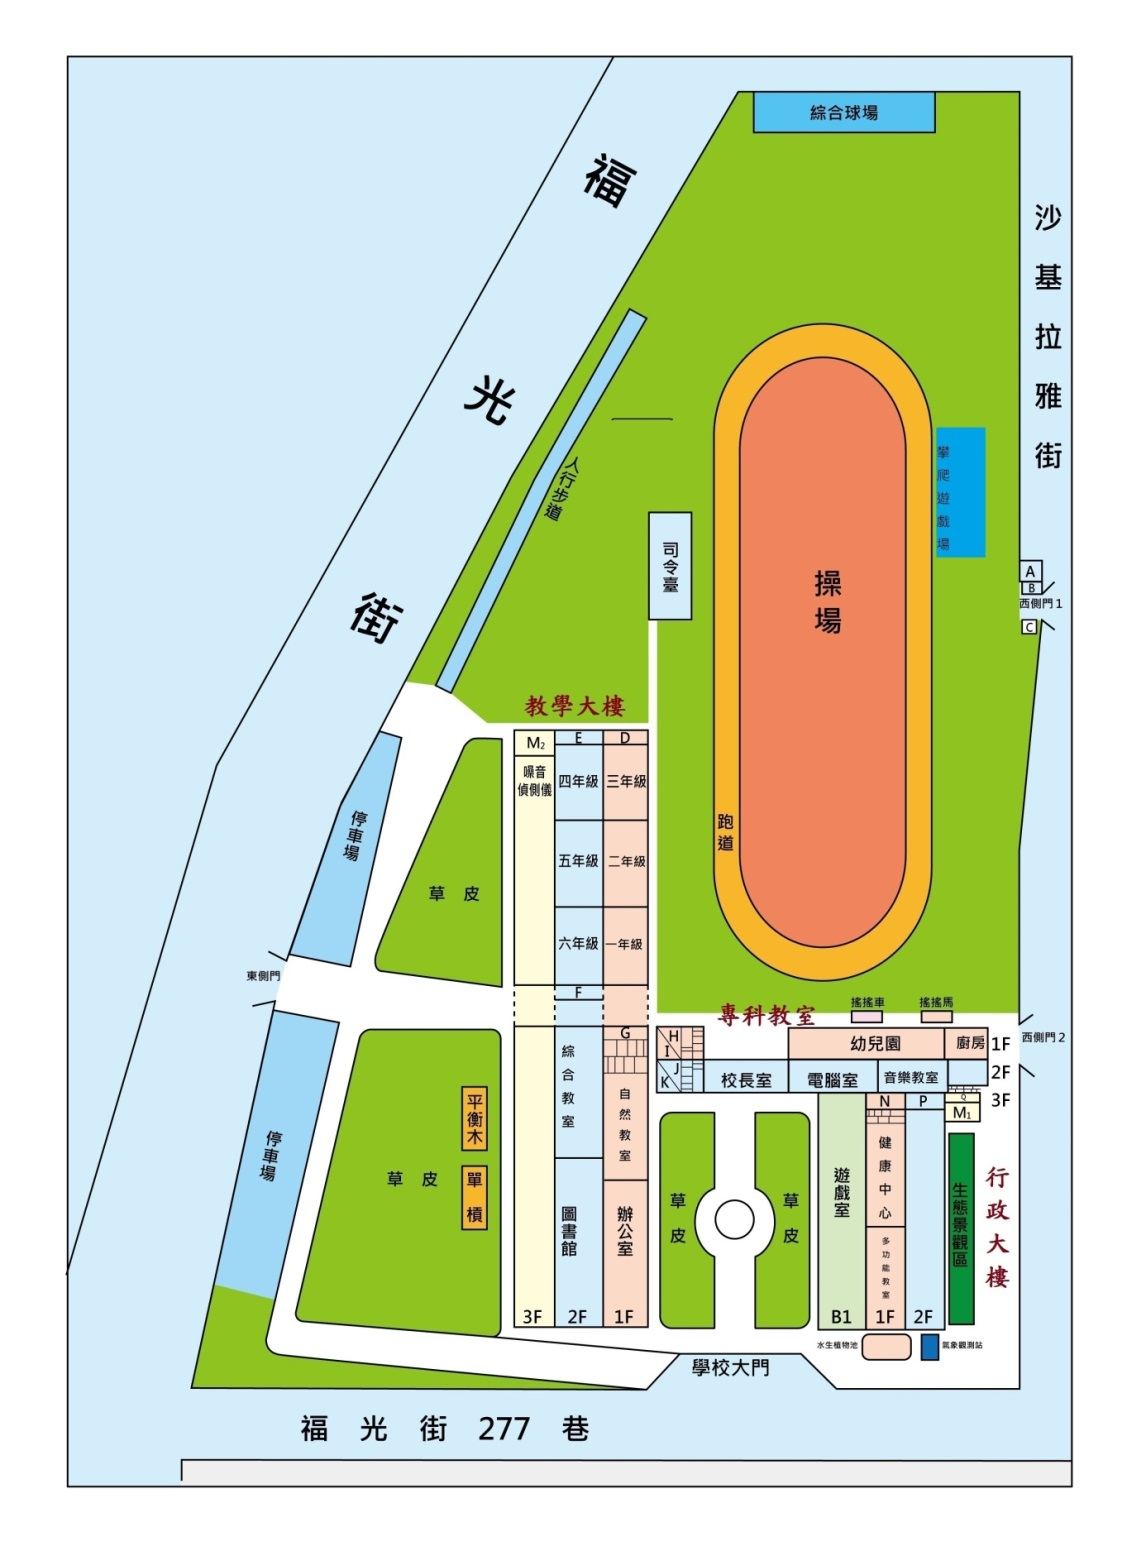 綜合球場
福光街
沙基拉雅街
人行步道
攀爬遊戲場
司令臺
操場
跑道
A
B
西側門1
C
教學大樓
M2
E
D
噪音
偵側儀
四年級
三年級
五年級
二年級
六年級
一年級
F
G
停車場
草皮
東側門
停車場
草皮
平衡木
單槓
綜合教室
自然教室
圖書館
辦公室
3F
2F
1F
專科教室
搖搖車
搖搖馬
H
I
J
K
幼兒園
廚房
1F
西側門2
校長室
電腦室
音樂教室
2F
3F
N
P
Q
M1
草皮
草皮
遊戲室
健康中心
多功能教室
生態景觀區
行政大樓
B1
1F
2F
水生植物池
氣象觀測站
學校大門
福光街277巷